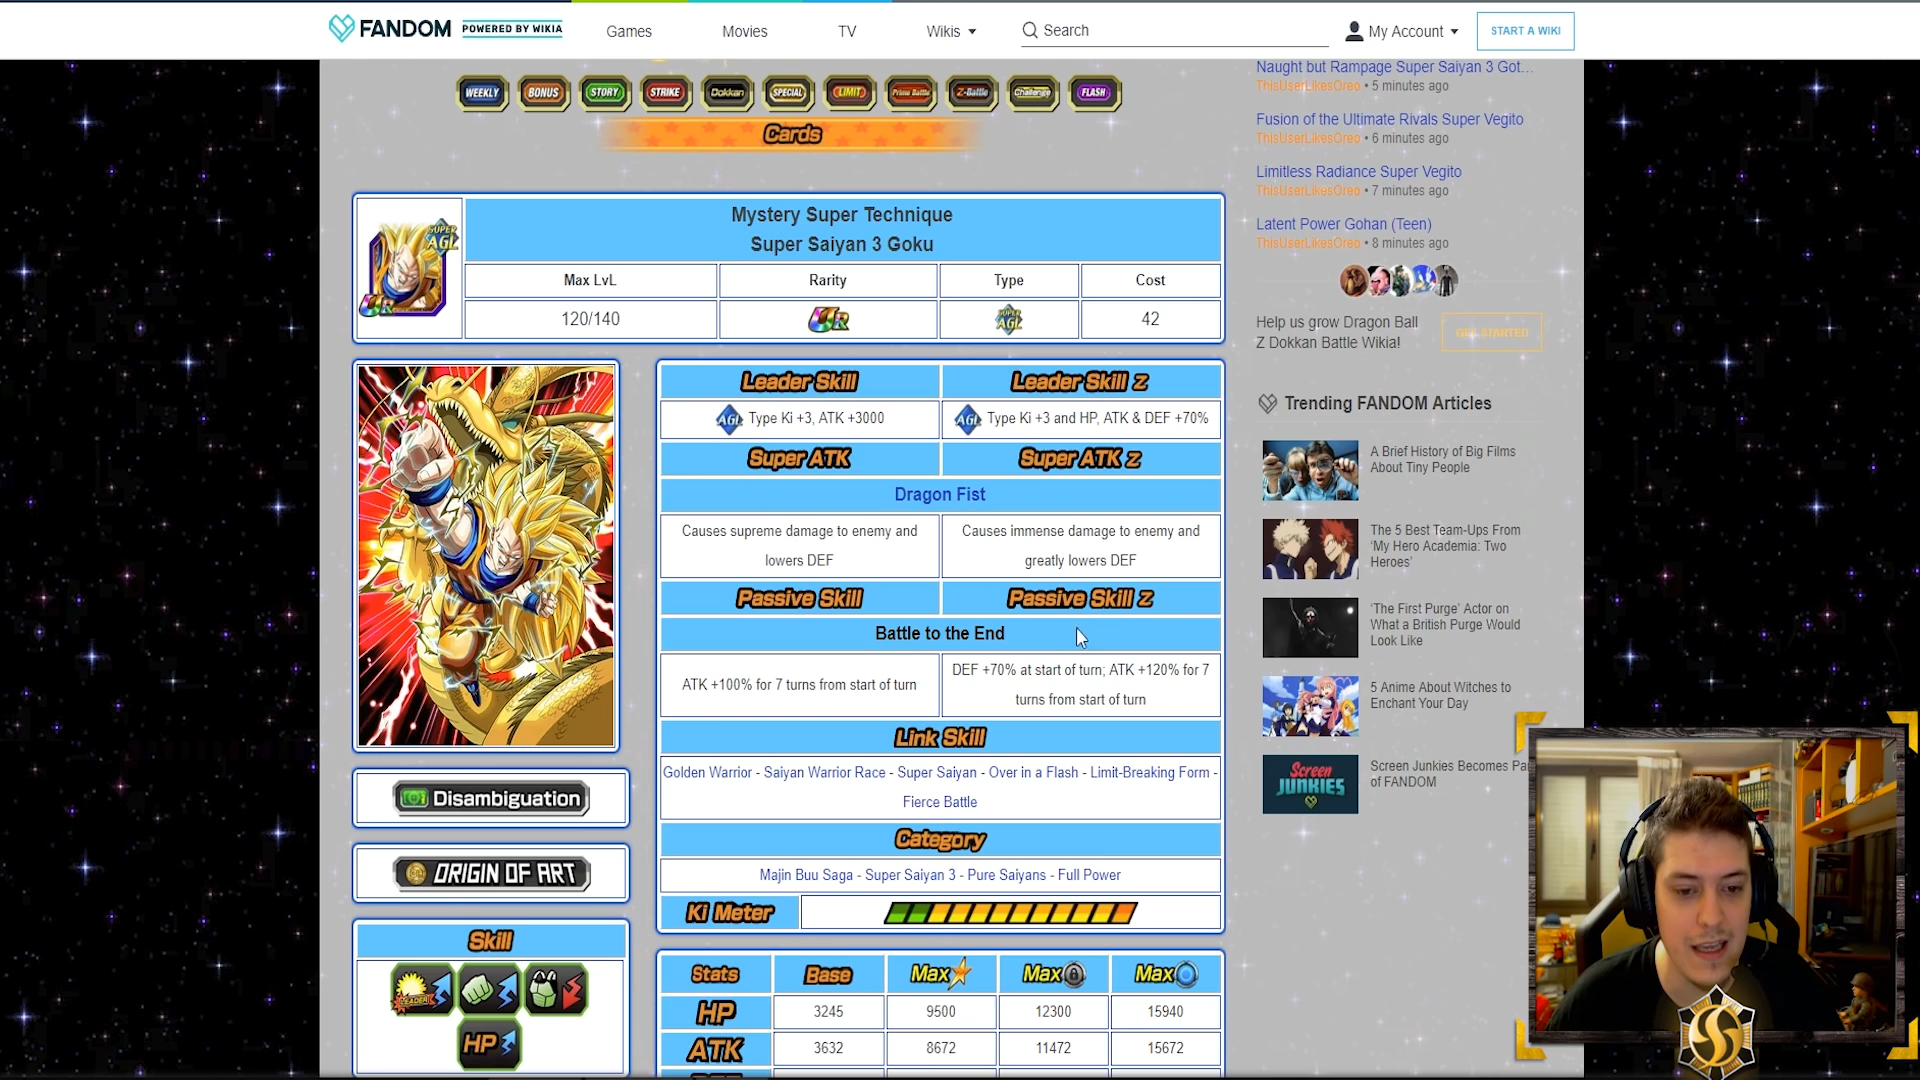 FANDOM POWERED BY WIKIA
Games
Movies
TV
Wikis
Search
My Account
START A WIKI
WEEKLY
BONUS
STORY
STRIKE
Dokkan
SPECIAL
LIMIT
Prime Battle
Z-Battle
Challenge
FLASH
Cards
Naught but Rampage Super Saiyan 3 Got...
ThisUserLikesOreo • 5 minutes ago
Fusion of the Ultimate Rivals Super Vegito
ThisUserLikesOreo • 6 minutes ago
Limitless Radiance Super Vegito
ThisUserLikesOreo • 7 minutes ago
Latent Power Gohan (Teen)
ThisUserLikesOreo • 8 minutes ago
Help us grow Dragon Ball
Z Dokkan Battle Wikia!
GET STARTED
Trending FANDOM Articles
A Brief History of Big Films
About Tiny People
The 5 Best Team-Ups From
'My Hero Academia: Two
Heroes'
'The First Purge' Actor on
What a British Purge Would
Look Like
5 Anime About Witches to
Enchant Your Day
Screen Junkies
Screen Junkies Becomes Pa
of FANDOM
SUPER AGL
UR
Mystery Super Technique
Super Saiyan 3 Goku
Max LvL
Rarity
Type
Cost
120/140
UR
SUPER AGL
42
Leader Skill
Leader Skill Z
AGL Type Ki +3, ATK +3000
AGL Type Ki +3 and HP, ATK & DEF +70%
Super ATK
Super ATK Z
Dragon Fist
Causes supreme damage to enemy and
lowers DEF
Causes immense damage to enemy and
greatly lowers DEF
Passive Skill
Passive Skill Z
Battle to the End
ATK +100% for 7 turns from start of turn
DEF +70% at start of turn; ATK +120% for 7
turns from start of turn
Link Skill
Golden Warrior - Saiyan Warrior Race - Super Saiyan - Over in a Flash - Limit-Breaking Form -
Fierce Battle
Category
Majin Buu Saga - Super Saiyan 3 - Pure Saiyans - Full Power
Ki Meter
Disambiguation
ORIGIN OF ART
Skill
LEADER
HP
Stats
Base
Max
Max
Max
HP
3245
9500
12300
15940
ATK
3632
8672
11472
15672